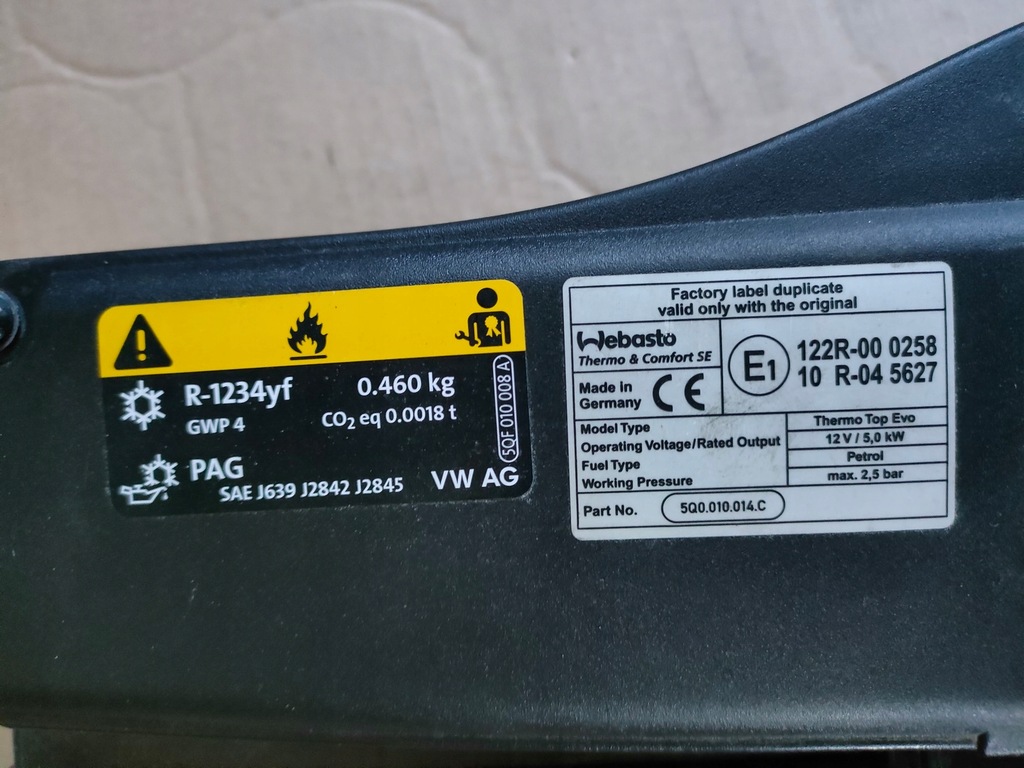 R-1234yf 0.460 kg
GWP 4 CO₂ eq 0.0018 t
PAG
SAE J639 J2842 J2845 VW AG
5QF 010 008 A
Factory label duplicate
valid only with the original
Webasto
Thermo & Comfort SE
Made in
Germany
CE
E1
122R-00 0258
10 R-04 5627
Model Type Thermo Top Evo
Operating Voltage/Rated Output 12 V / 5,0 kW
Fuel Type Petrol
Working Pressure max. 2,5 bar
Part No. 5Q0.010.014.C